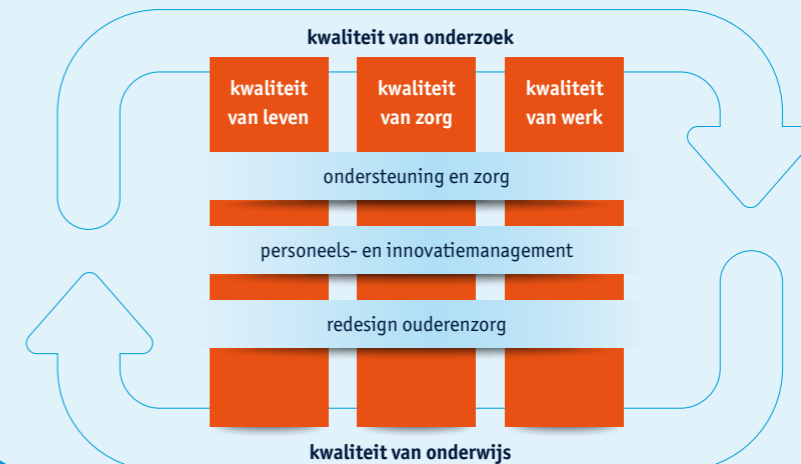 kwaliteit van onderzoek
kwaliteit
van leven
kwaliteit
van zorg
kwaliteit
van werk
ondersteuning en zorg
personeels- en innovatiemanagement
redesign ouderenzorg
kwaliteit van onderwijs